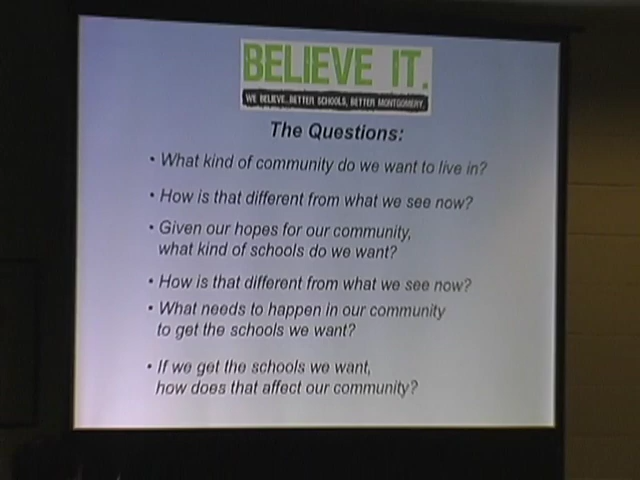 BELIEVE IT.
WE BELIEVE...BETTER SCHOOLS, BETTER MONTGOMERY.
The Questions:
• What kind of community do we want to live in?
• How is that different from what we see now?
• Given our hopes for our community,
what kind of schools do we want?
• How is that different from what we see now?
• What needs to happen in our community
to get the schools we want?
• If we get the schools we want,
how does that affect our community?